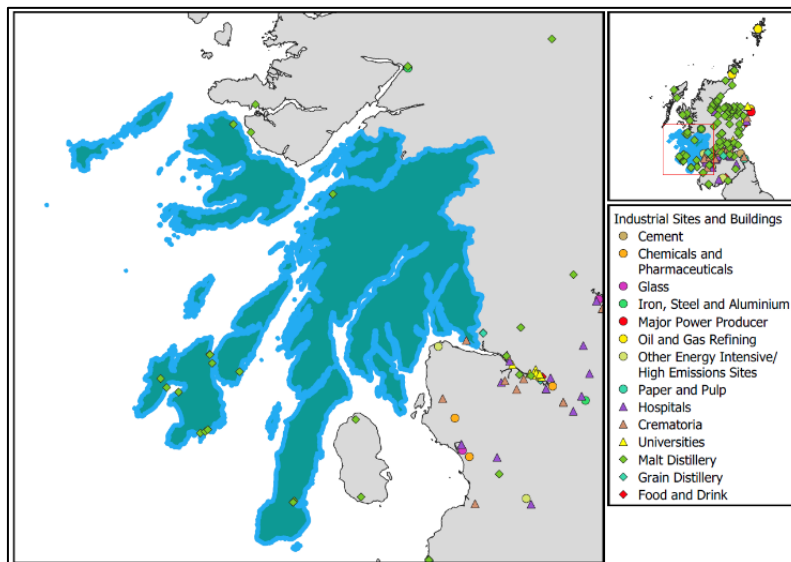 Industrial Sites and Buildings
Cement
Chemicals and
Pharmaceuticals
Glass
Iron, Steel and Aluminium
Major Power Producer
Oil and Gas Refining
Other Energy Intensive/
High Emissions Sites
Paper and Pulp
Hospitals
Crematoria
Universities
Malt Distillery
Grain Distillery
Food and Drink